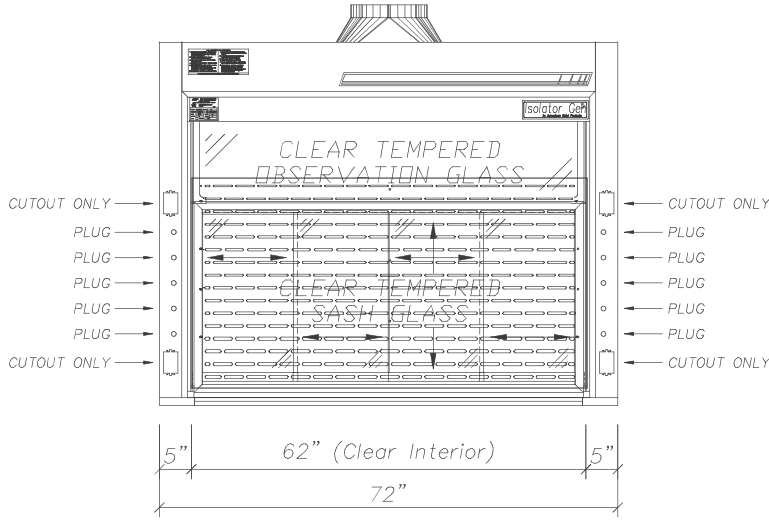 Isolator Gen
CLEAR TEMPERED
OBSERVATION GLASS
CUTOUT ONLY
PLUG
PLUG
PLUG
PLUG
PLUG
CUTOUT ONLY
CUTOUT ONLY
PLUG
PLUG
PLUG
PLUG
PLUG
CUTOUT ONLY
CLEAR TEMPERED
SASH GLASS
5”
62” (Clear Interior)
5”
72”